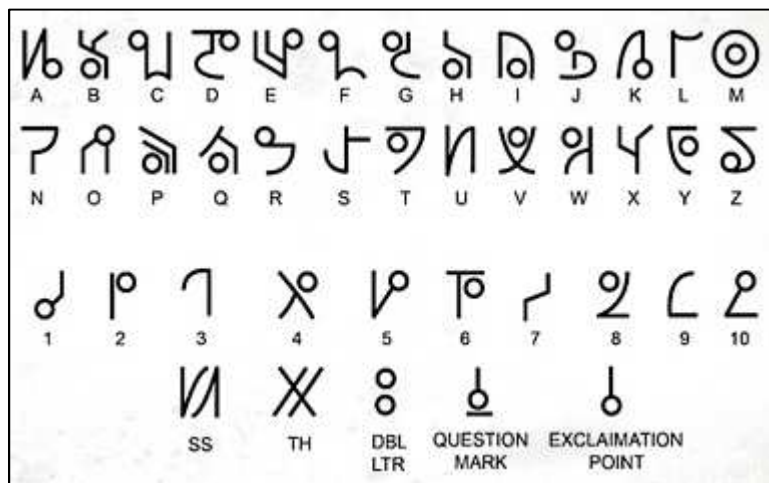 A B C D E F G H I J K L M
N O P Q R S T U V W X Y Z
1 2 3 4 5 6 7 8 9 10
SS TH DBL LTR QUESTION MARK EXCLAIMATION POINT